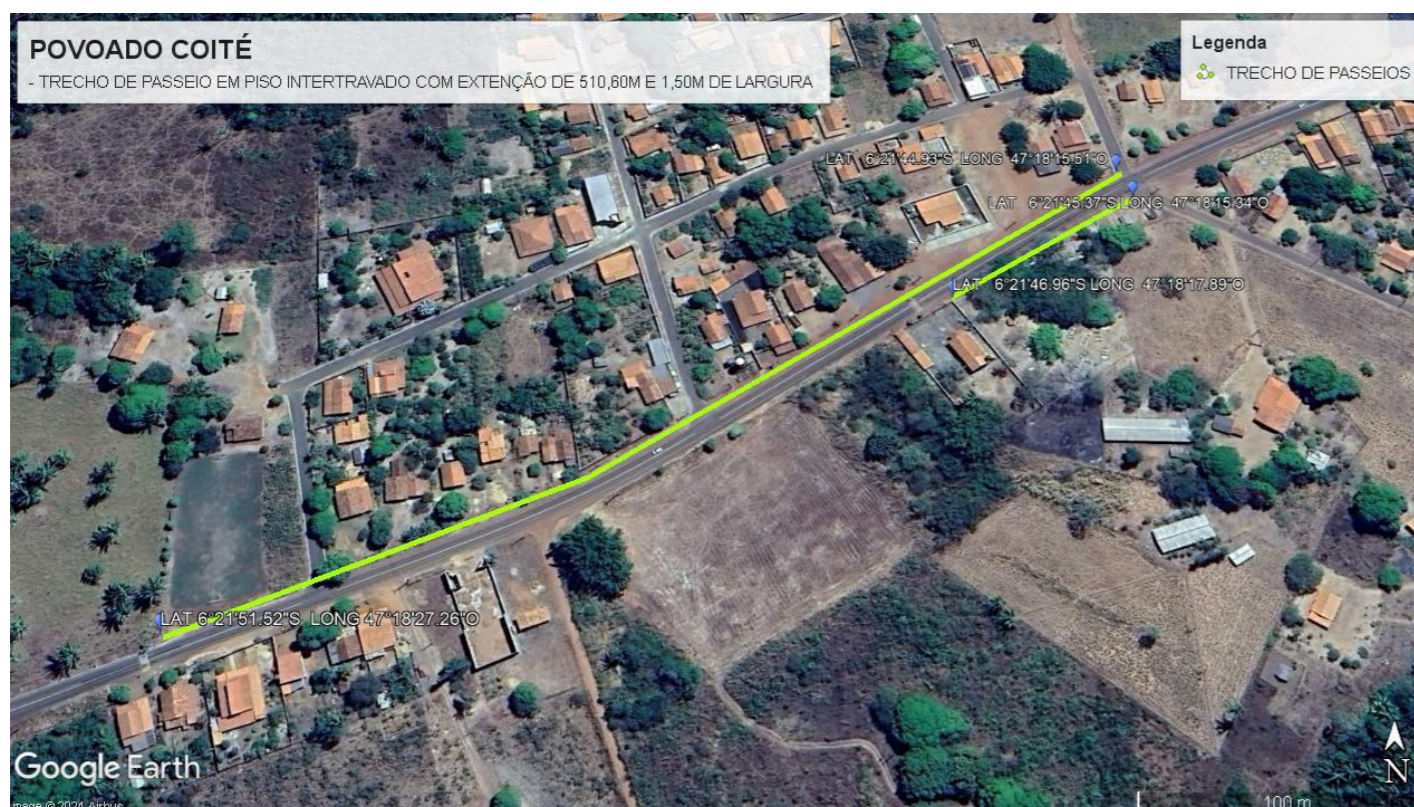 POVOADO COITÉ
- TRECHO DE PASSEIO EM PISO INTERTRAVADO COM EXTENÇÃO DE 510,60M E 1,50M DE LARGURA
Legenda
TRECHO DE PASSEIOS
LAT 6°21'44.93"S LONG 47°18'15.51"O
LAT 6°21'45.37"S LONG 47°18'15.34"O
LAT 6°21'46.96"S LONG 47°18'17.89"O
LAT 6°21'51.52"S LONG 47°18'27.26"O
Google Earth
N
Image © 2024 Airbus
100 m